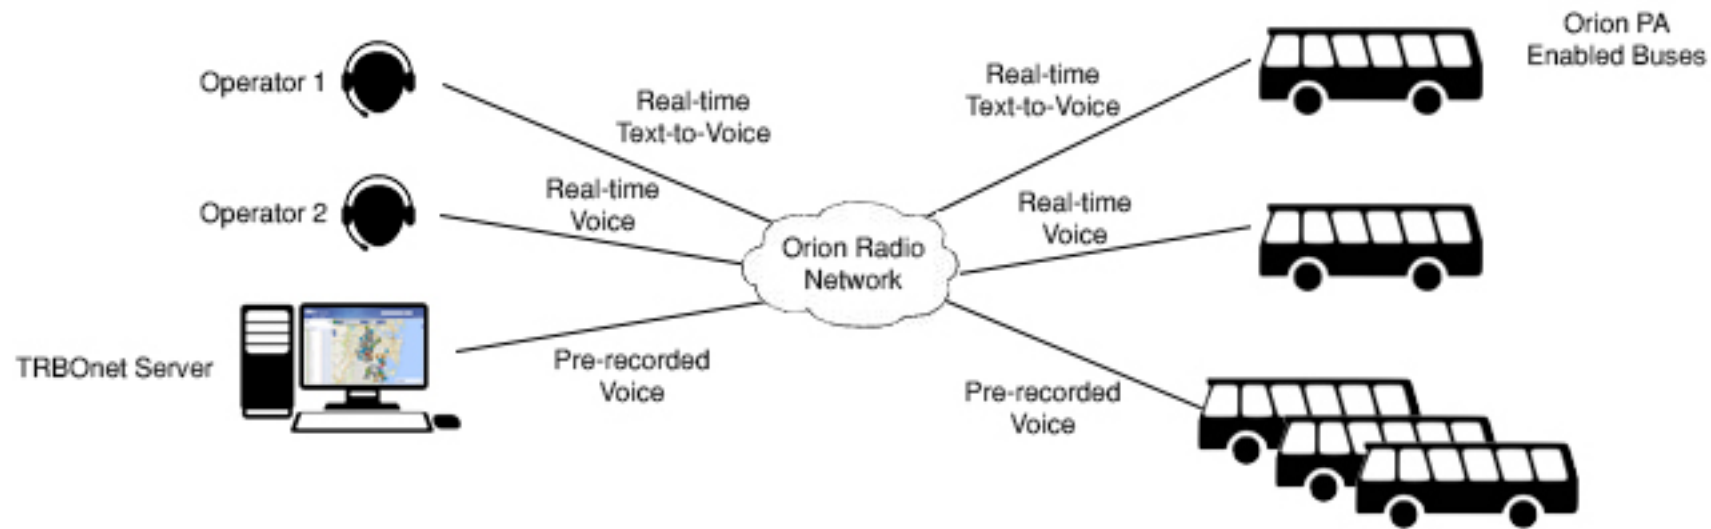 Operator 1
Real-time
Text-to-Voice
Real-time
Text-to-Voice
Orion PA
Enabled Buses
Operator 2
Real-time
Voice
Real-time
Voice
Orion Radio
Network
TRBOnet Server
Pre-recorded
Voice
Pre-recorded
Voice